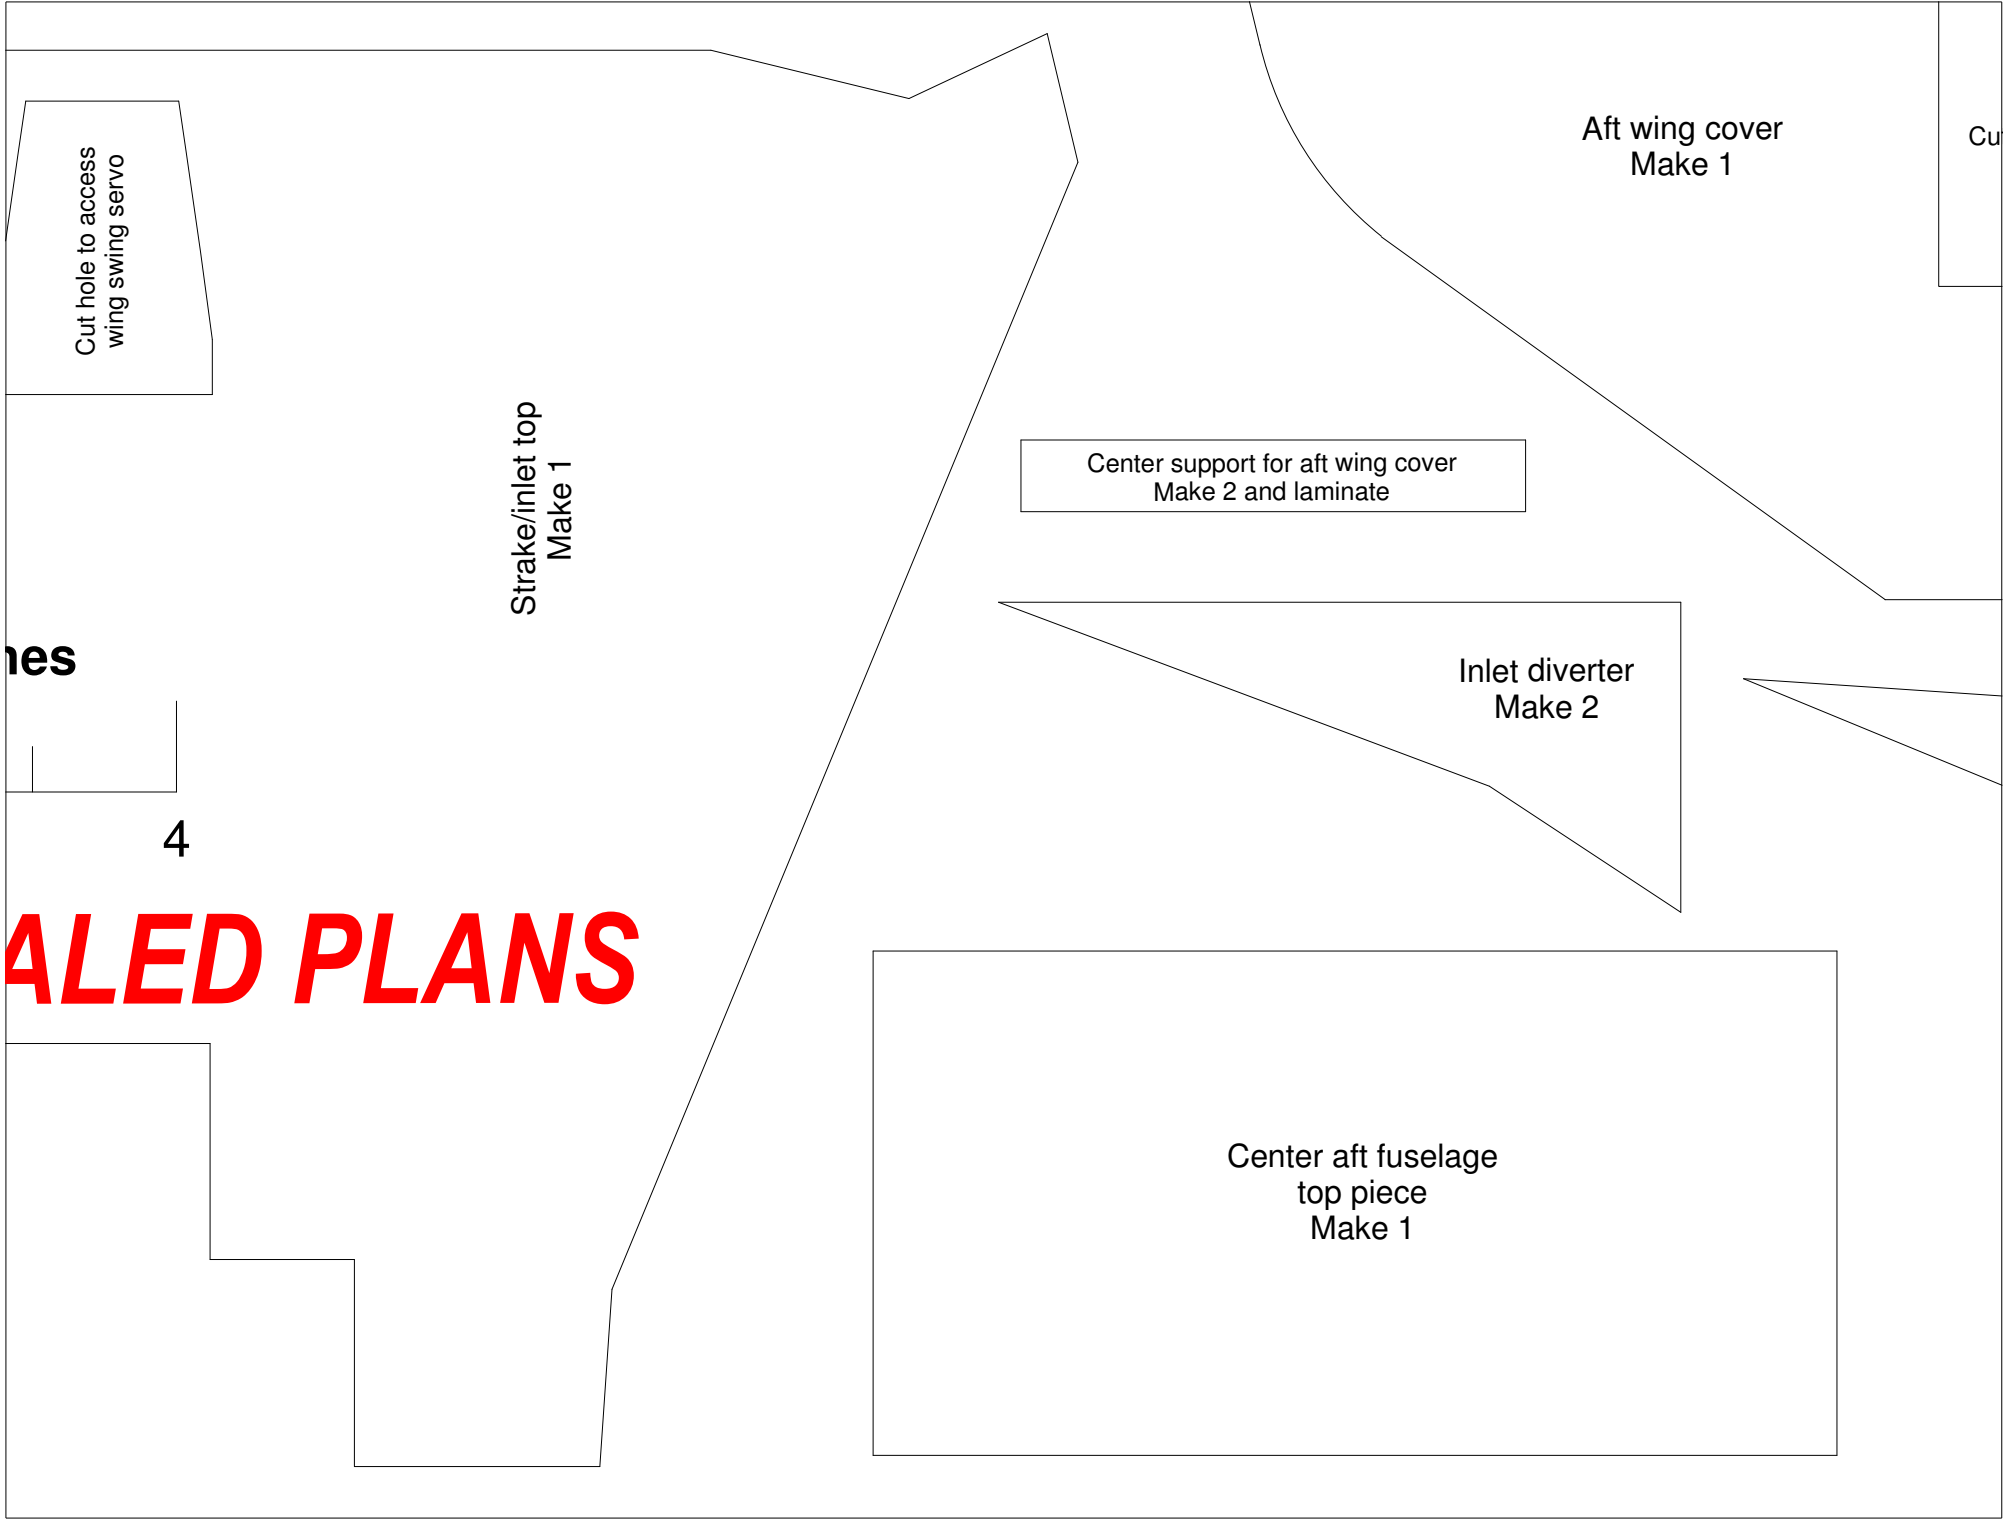 Aft wing cover
Make 1
Cut hole to access
wing swing servo
Strake/inlet top
Make 1
Center support for aft wing cover
Make 2 and laminate
Inlet diverter
Make 2
4
PLANS
Center aft fuselage
top piece
Make 1